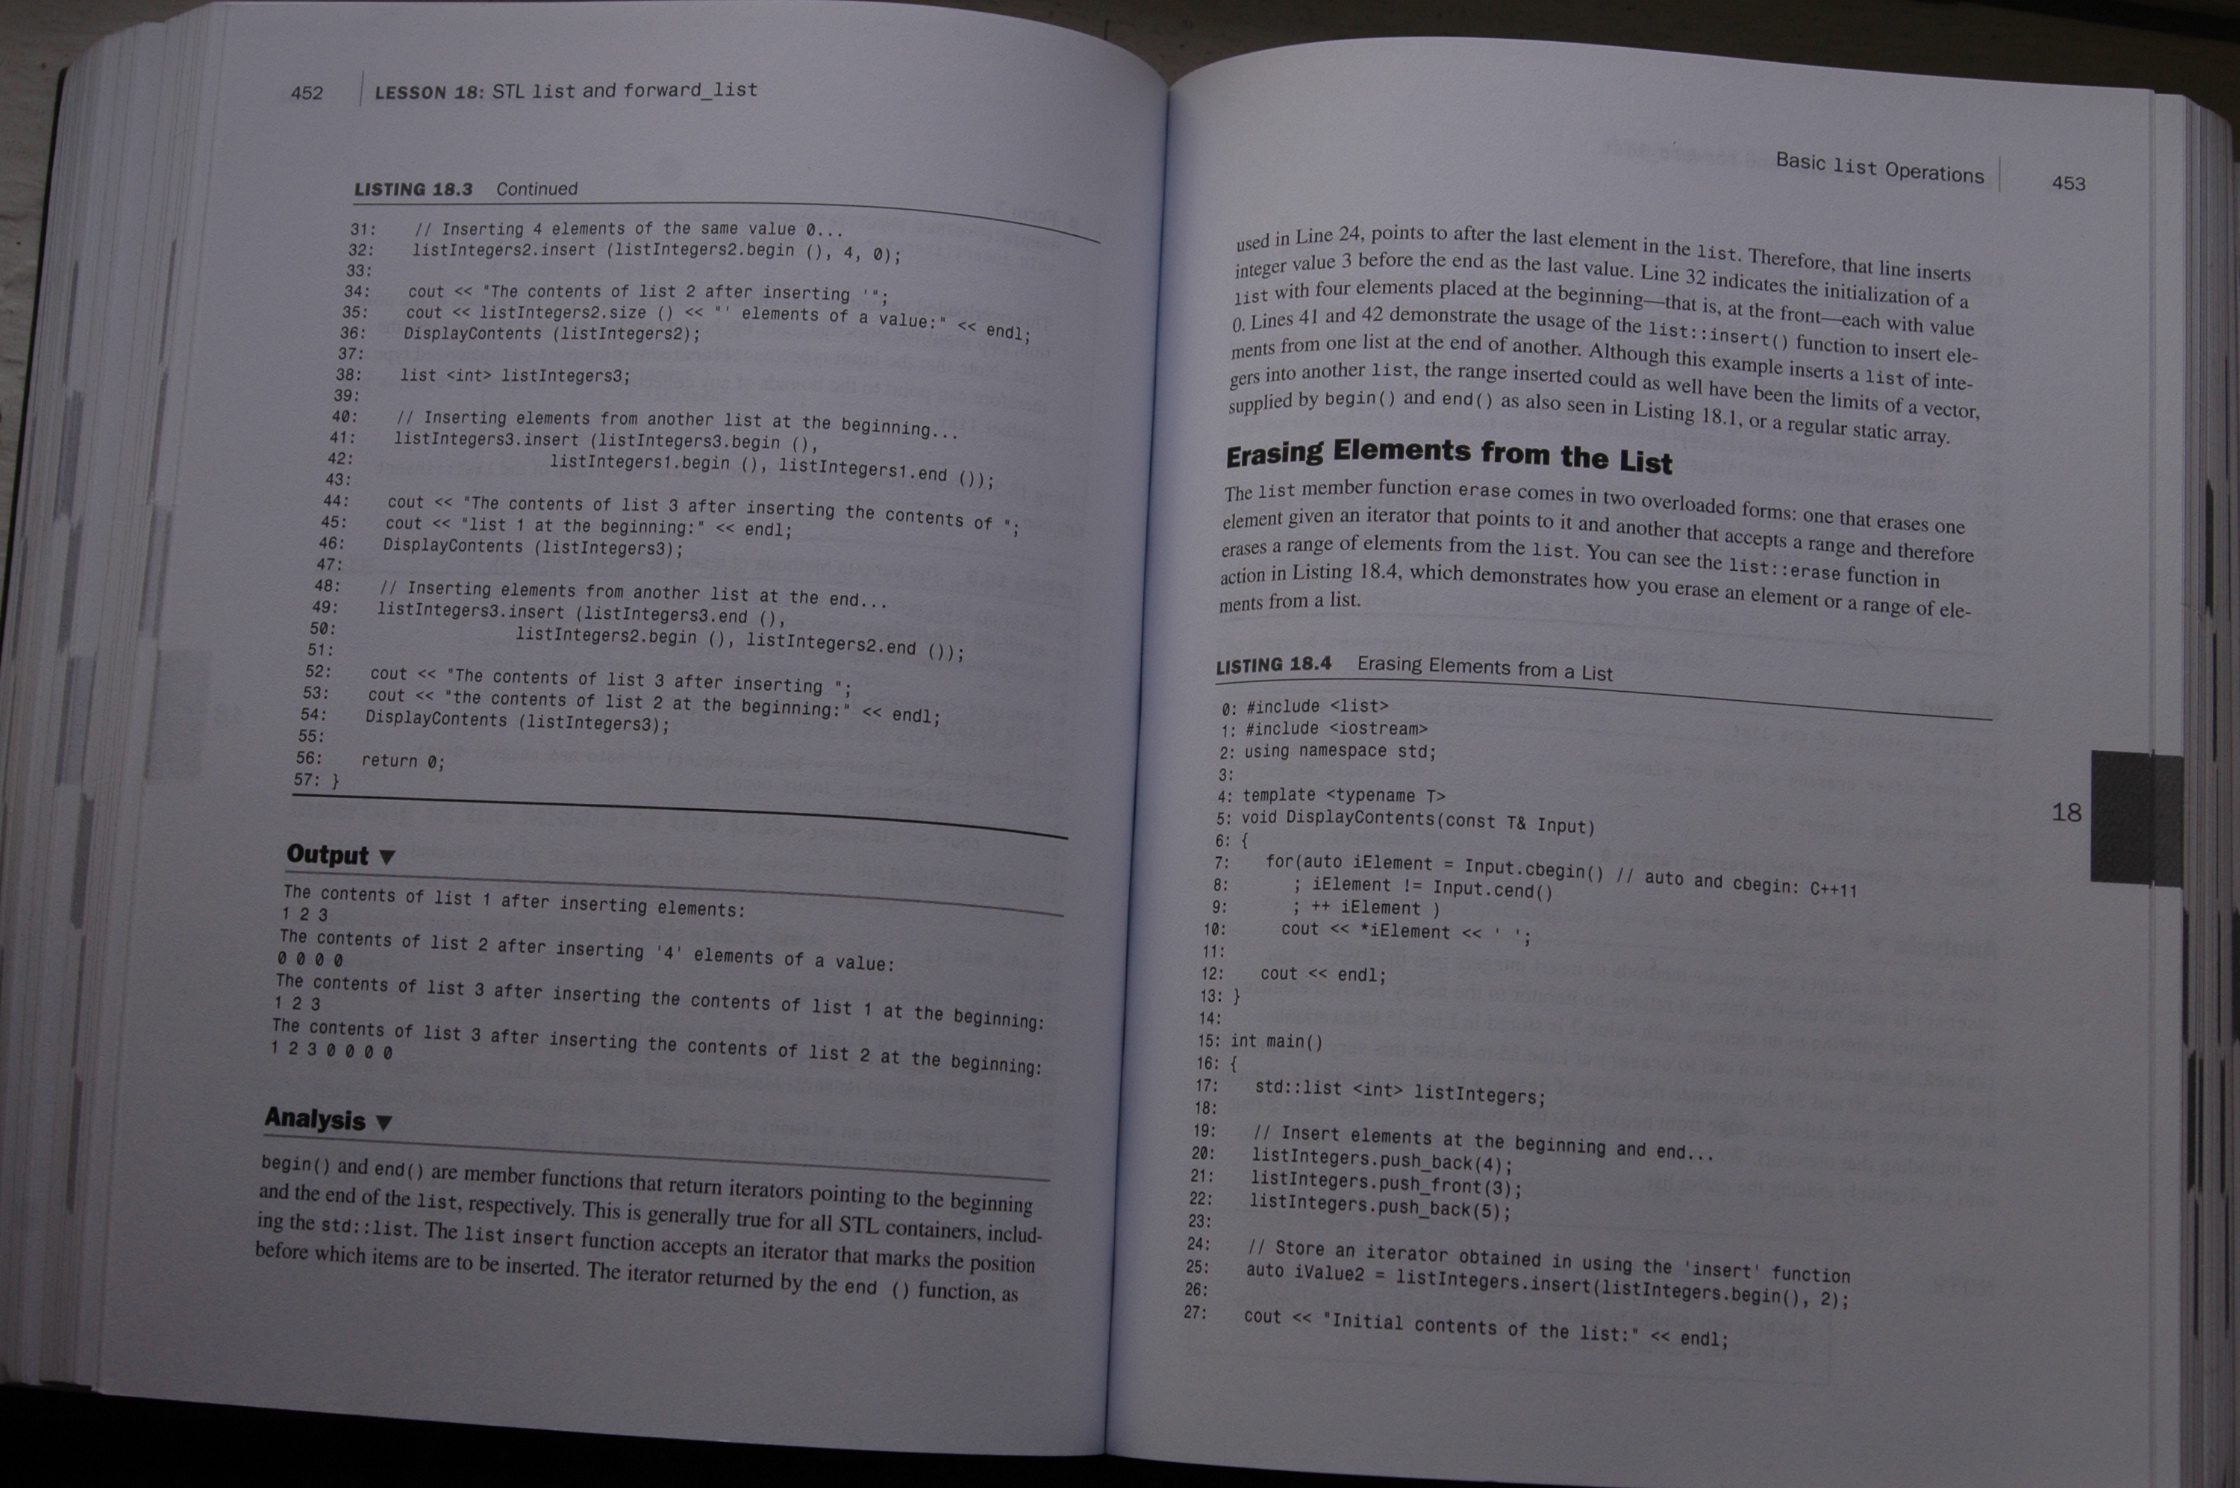 452 LESSON 18: STL list and forward_list
LISTING 18.3 Continued
31: // Inserting 4 elements of the same value 0...
32: listIntegers2.insert (listIntegers2.begin (), 4, 0);
33:
34: cout << "The contents of list 2 after inserting '";
35: cout << listIntegers2.size () << "' elements of a value:" << endl;
36: DisplayContents (listIntegers2);
37:
38: list <int> listIntegers3;
39:
40: // Inserting elements from another list at the beginning...
41: listIntegers3.insert (listIntegers3.begin (),
42: listIntegers1.begin (), listIntegers1.end ());
43:
44: cout << "The contents of list 3 after inserting the contents of ";
45: cout << "list 1 at the beginning:" << endl;
46: DisplayContents (listIntegers3);
47:
48: // Inserting elements from another list at the end...
49: listIntegers3.insert (listIntegers3.end (),
50: listIntegers2.begin (), listIntegers2.end ());
51:
52: cout << "The contents of list 3 after inserting ";
53: cout << "the contents of list 2 at the beginning:" << endl;
54: DisplayContents (listIntegers3);
55:
56: return 0;
57: }
Output ▼
The contents of list 1 after inserting elements:
1 2 3
The contents of list 2 after inserting '4' elements of a value:
0 0 0 0
The contents of list 3 after inserting the contents of list 1 at the beginning:
1 2 3
The contents of list 3 after inserting the contents of list 2 at the beginning:
1 2 3 0 0 0 0
Analysis ▼
begin() and end() are member functions that return iterators pointing to the beginning
and the end of the list, respectively. This is generally true for all STL containers, includ-
ing the std::list. The list insert function accepts an iterator that marks the position
before which items are to be inserted. The iterator returned by the end () function, as
Basic list Operations 453
used in Line 24, points to after the last element in the list. Therefore, that line inserts
integer value 3 before the end as the last value. Line 32 indicates the initialization of a
list with four elements placed at the beginning—that is, at the front—each with value
0. Lines 41 and 42 demonstrate the usage of the list::insert() function to insert ele-
ments from one list at the end of another. Although this example inserts a list of inte-
gers into another list, the range inserted could as well have been the limits of a vector,
supplied by begin() and end() as also seen in Listing 18.1, or a regular static array.
Erasing Elements from the List
The list member function erase comes in two overloaded forms: one that erases one
element given an iterator that points to it and another that accepts a range and therefore
erases a range of elements from the list. You can see the list::erase function in
action in Listing 18.4, which demonstrates how you erase an element or a range of ele-
ments from a list.
LISTING 18.4 Erasing Elements from a List
0: #include <list>
1: #include <iostream>
2: using namespace std;
3:
4: template <typename T>
5: void DisplayContents(const T& Input)
6: {
7: for(auto iElement = Input.cbegin() // auto and cbegin: C++11
8: ; iElement != Input.cend()
9: ; ++ iElement )
10: cout << *iElement << ' ';
11:
12: cout << endl;
13: }
14:
15: int main()
16: {
17: std::list <int> listIntegers;
18:
19: // Insert elements at the beginning and end...
20: listIntegers.push_back(4);
21: listIntegers.push_front(3);
22: listIntegers.push_back(5);
23:
24: // Store an iterator obtained in using the 'insert' function
25: auto iValue2 = listIntegers.insert(listIntegers.begin(), 2);
26:
27: cout << "Initial contents of the list:" << endl;
18